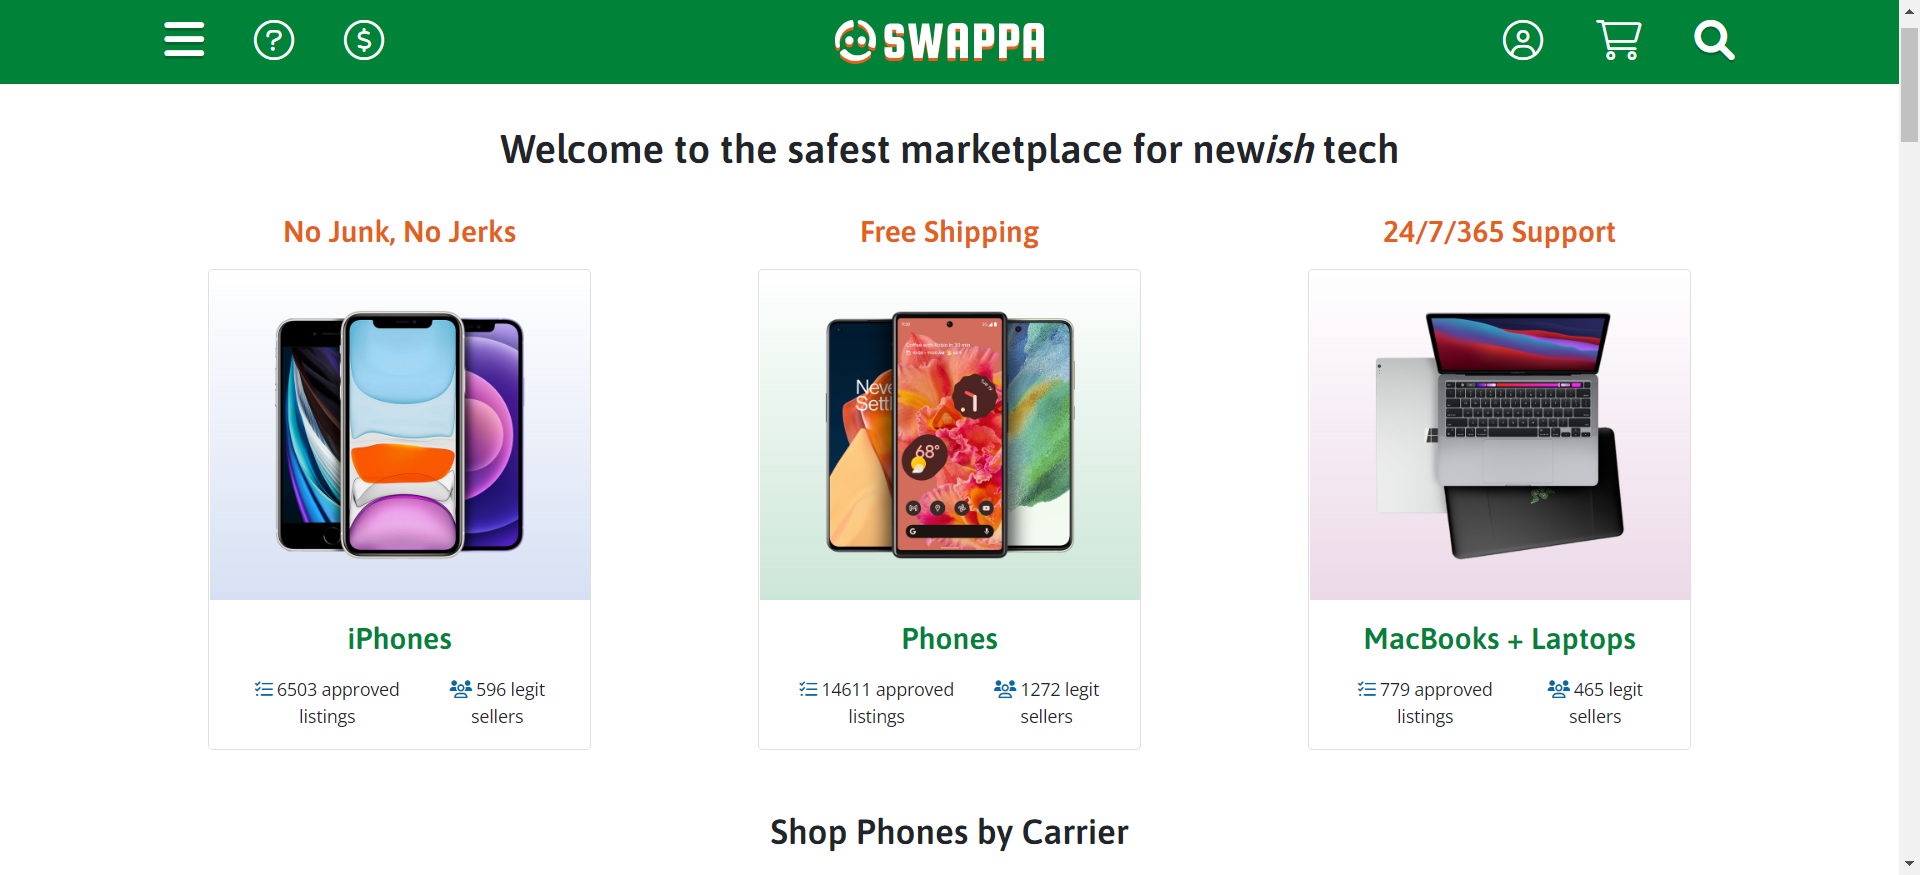 SWAPPA
Welcome to the safest marketplace for newish tech
No Junk, No Jerks
Free Shipping
24/7/365 Support
Never
Settl
68°
iPhones
6503 approved
listings
596 legit
sellers
Phones
14611 approved
listings
1272 legit
sellers
MacBooks + Laptops
779 approved
listings
465 legit
sellers
Shop Phones by Carrier